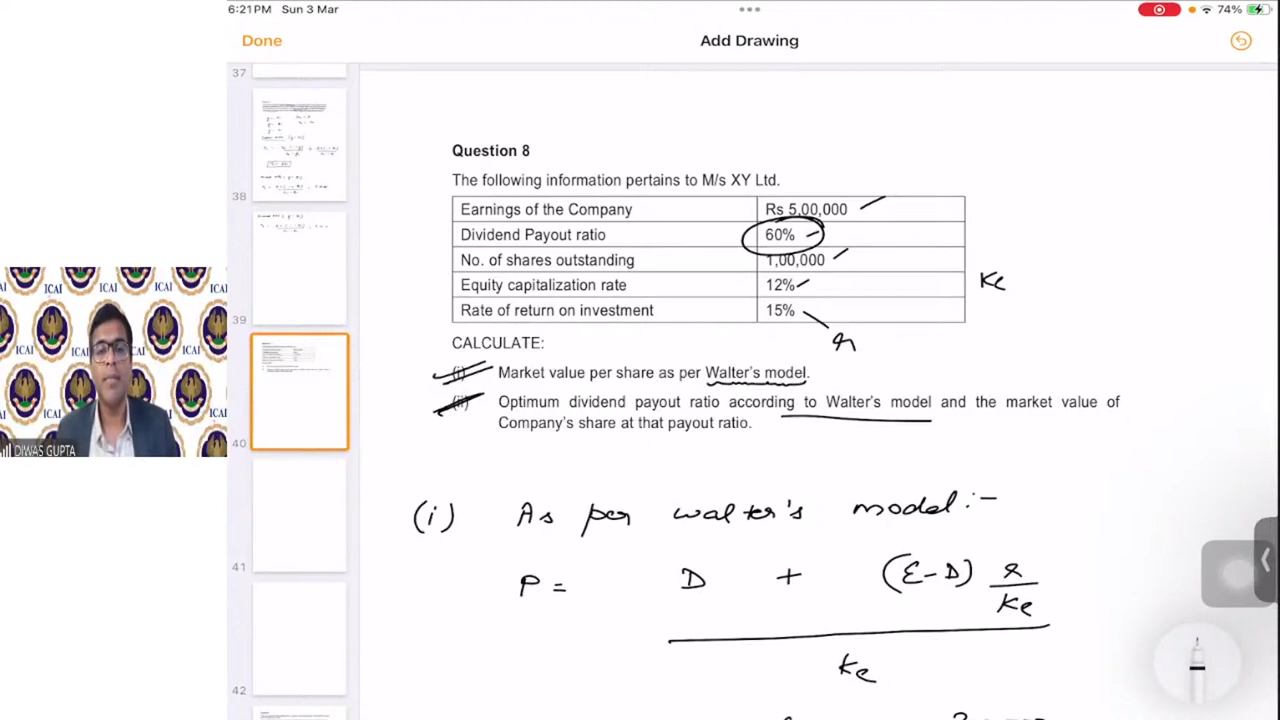 6:21PM Sun 3 Mar
74%
Done
Add Drawing
37
38
39
40
41
42
ICAI
DIWAS GUPTA
Question 8
The following information pertains to M/s XY Ltd.
Earnings of the Company Rs 5,00,000
Dividend Payout ratio 60%
No. of shares outstanding 1,00,000
Equity capitalization rate 12% Ke
Rate of return on investment 15%
r
CALCULATE:
(i) Market value per share as per Walter's model.
(ii) Optimum dividend payout ratio according to Walter's model and the market value of
Company's share at that payout ratio.
(i) As per walter's model :-
P = D + (E-D) r
Ke
Ke